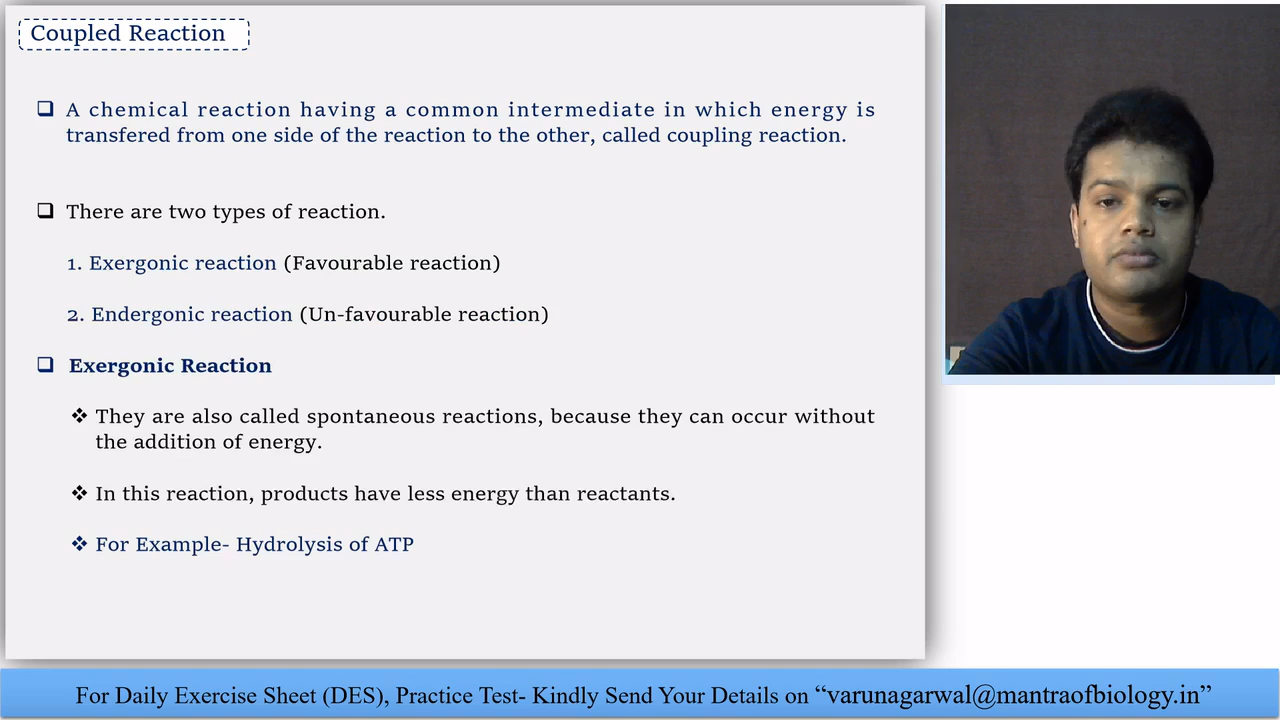 Coupled Reaction
❑ A chemical reaction having a common intermediate in which energy is
transfered from one side of the reaction to the other, called coupling reaction.
❑ There are two types of reaction.
1. Exergonic reaction (Favourable reaction)
2. Endergonic reaction (Un-favourable reaction)
❑ Exergonic Reaction
❖ They are also called spontaneous reactions, because they can occur without
the addition of energy.
❖ In this reaction, products have less energy than reactants.
❖ For Example- Hydrolysis of ATP
For Daily Exercise Sheet (DES), Practice Test- Kindly Send Your Details on “varunagarwal@mantraofbiology.in”